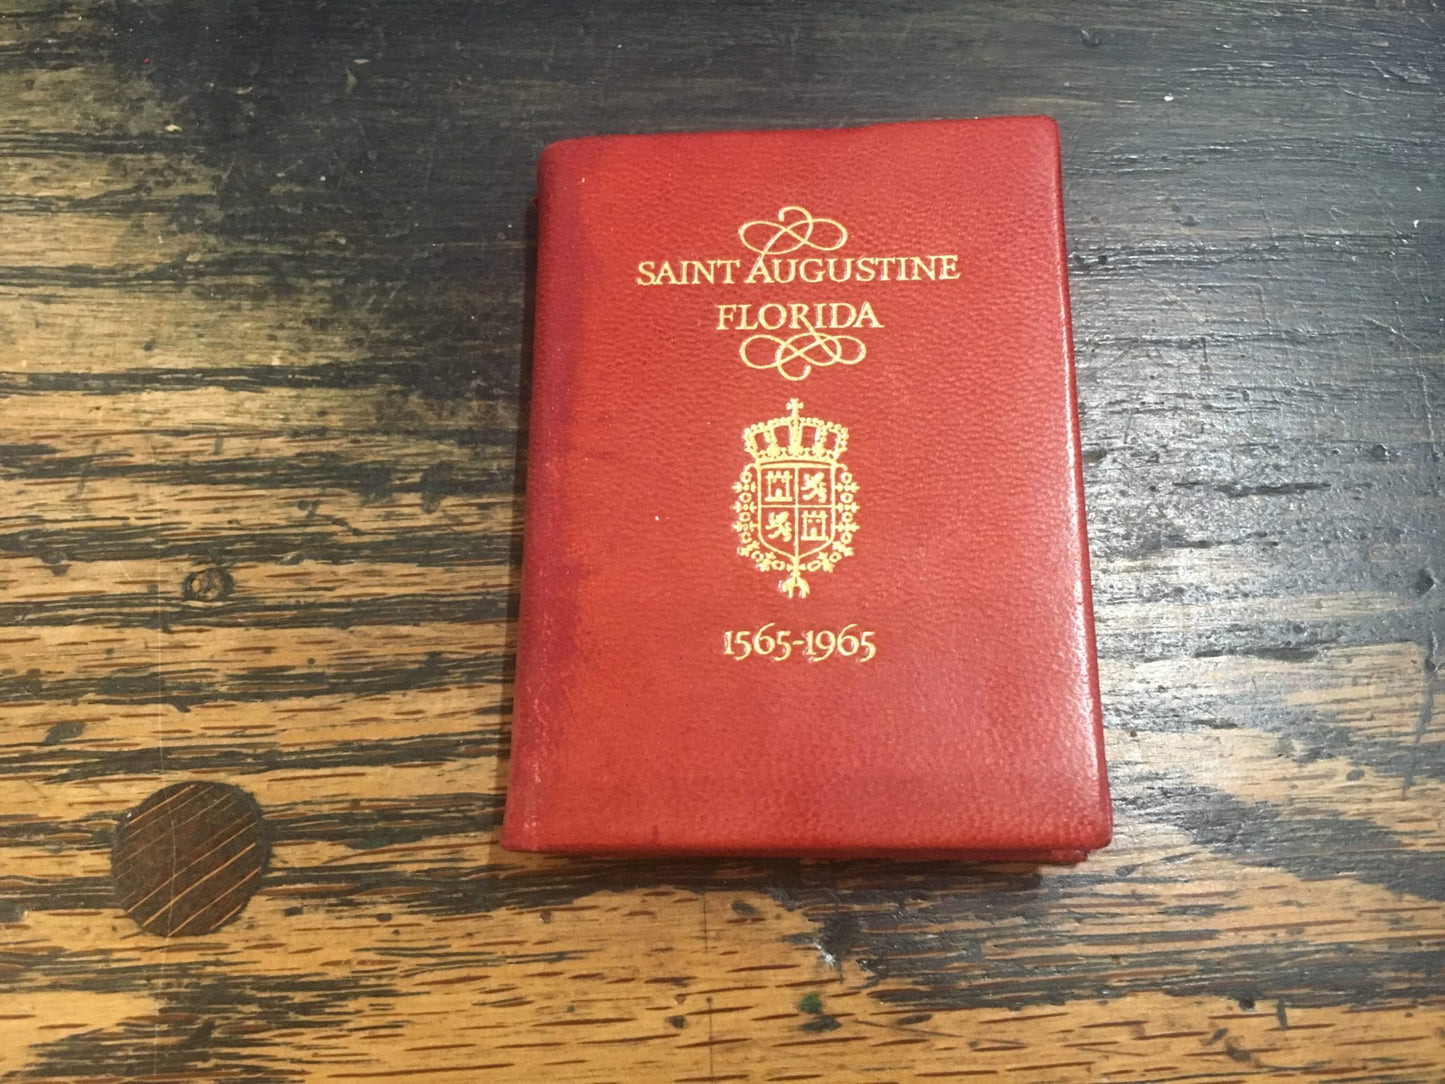 SAINT AUGUSTINE
FLORIDA
1565-1965